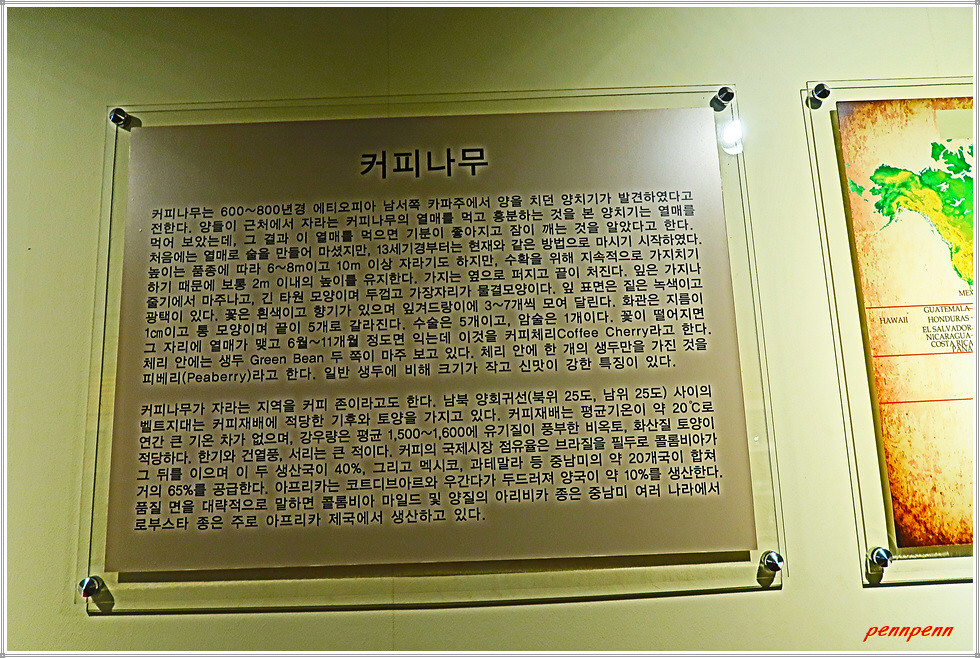 커피나무
커피나무는 600~800년경 에티오피아 남서쪽 카파주에서 양을 치던 양치기가 발견하였다고
전한다. 양들이 근처에서 자라는 커피나무의 열매를 먹고 흥분하는 것을 본 양치기는 열매를
먹어 보았는데, 그 결과 이 열매를 먹으면 기분이 좋아지고 잠이 깨는 것을 알았다고 한다.
처음에는 열매로 술을 만들어 마셨지만, 13세기경부터는 현재와 같은 방법으로 마시기 시작하였다.
높이는 품종에 따라 6~8m이고 10m 이상 자라기도 하지만, 수확을 위해 지속적으로 가지치기
하기 때문에 보통 2m 이내의 높이를 유지한다. 가지는 옆으로 퍼지고 끝이 처진다. 잎은 가지나
줄기에서 마주나고, 긴 타원 모양이며 두껍고 가장자리가 물결모양이다. 잎 표면은 짙은 녹색이고
광택이 있다. 꽃은 흰색이고 향기가 있으며 잎겨드랑이에 3~7개씩 모여 달린다. 화관은 지름이
1㎝이고 통 모양이며 끝이 5개로 갈라진다. 수술은 5개이고, 암술은 1개이다. 꽃이 떨어지면
그 자리에 열매가 맺고 6월~11개월 정도면 익는데 이것을 커피체리Coffee Cherry라고 한다.
체리 안에는 생두 Green Bean 두 쪽이 마주 보고 있다. 체리 안에 한 개의 생두만을 가진 것을
피베리(Peaberry)라고 한다. 일반 생두에 비해 크기가 작고 신맛이 강한 특징이 있다.
커피나무가 자라는 지역을 커피 존이라고도 한다. 남북 양회귀선(북위 25도, 남위 25도) 사이의
벨트지대는 커피재배에 적당한 기후와 토양을 가지고 있다. 커피재배는 평균기온이 약 20℃로
연간 큰 기온 차가 없으며, 강우량은 평균 1,500~1,600에 유기질이 풍부한 비옥토, 화산질 토양이
적당하다. 한기와 건열풍, 서리는 큰 적이다. 커피의 국제시장 점유율은 브라질을 필두로 콜롬비아가
그 뒤를 이으며 이 두 생산국이 40%, 그리고 멕시코, 과테말라 등 중남미의 약 20개국이 합쳐
거의 65%를 공급한다. 아프리카는 코트디브아르와 우간다가 두드러져 양국이 약 10%를 생산한다.
품질 면을 대략적으로 말하면 콜롬비아 마일드 및 양질의 아리비카 종은 중남미 여러 나라에서
로부스타 종은 주로 아프리카 제국에서 생산하고 있다.
MEX
GUATEMALA
HAWAII HONDURAS
EL SALVADOR
NICARAGUA
COSTA RICA
PANA
pennpenn